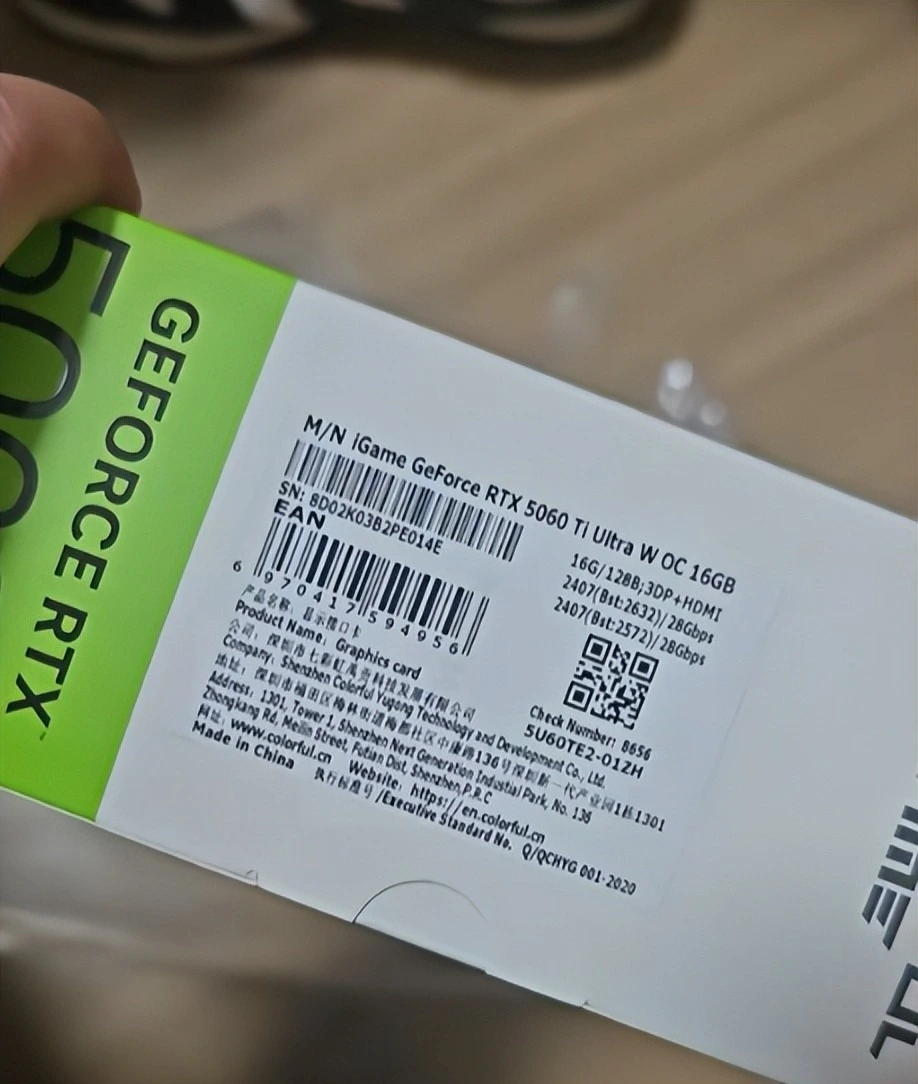 GEFORCE RTX™
M/N iGame GeForce RTX 5060 Ti Ultra W OC 16GB
SN: 8D02K03B2PE014E
EAN
6 970417 594956
16G/128B;3DP+HDMI
2407(Bst:2632)/28Gbps
2407(Bst:2572)/28Gbps
Check Number: 8656
5U60TE2-012H
产品名称：显示接口卡
Product Name：Graphics card
公司：深圳市七彩虹禹贡科技发展有限公司
Company：Shenzhen Colorful Yugong Technology and Development Co., Ltd.
地址：深圳市福田区梅林街道梅都社区中康路136号深圳新一代产业园1栋1301
Address：1301, Tower 1, Shenzhen Next Generation Industial Park, No. 136
Zhongkang Rd, Meilin Street, Futian Dist, Shenzhen,P.R.C
网址：www.colorful.cn Website：https://en.colorful.cn
Made in China 执行标准号/Executive Standard No. Q/QCHYG 001-2020